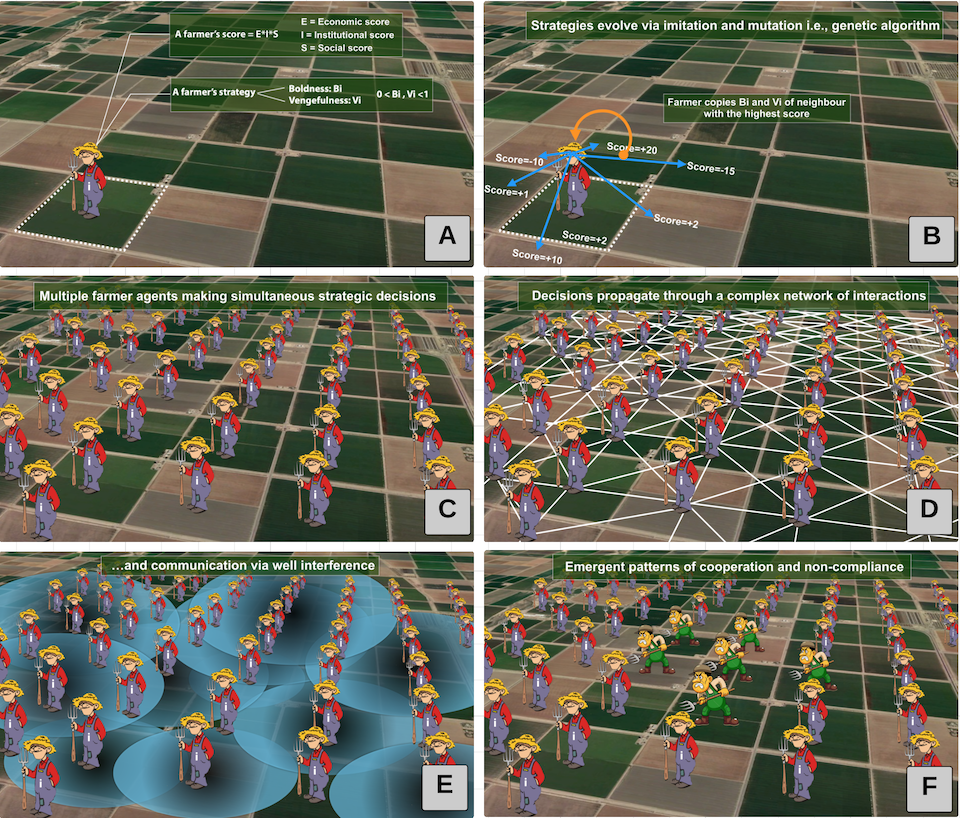 A farmer's score = E*I*S
E = Economic score
I = Institutional score
S = Social score
A farmer's strategy
Boldness: Bi
Vengefulness: Vi
0 < Bi , Vi <1
A
Strategies evolve via imitation and mutation i.e., genetic algorithm
Farmer copies Bi and Vi of neighbour
with the highest score
Score=+20
Score=-10
Score=-15
Score=+1
Score=+2
Score=+2
Score=+10
i
B
Multiple farmer agents making simultaneous strategic decisions
C
Decisions propagate through a complex network of interactions
D
...and communication via well interference
E
Emergent patterns of cooperation and non-compliance
F